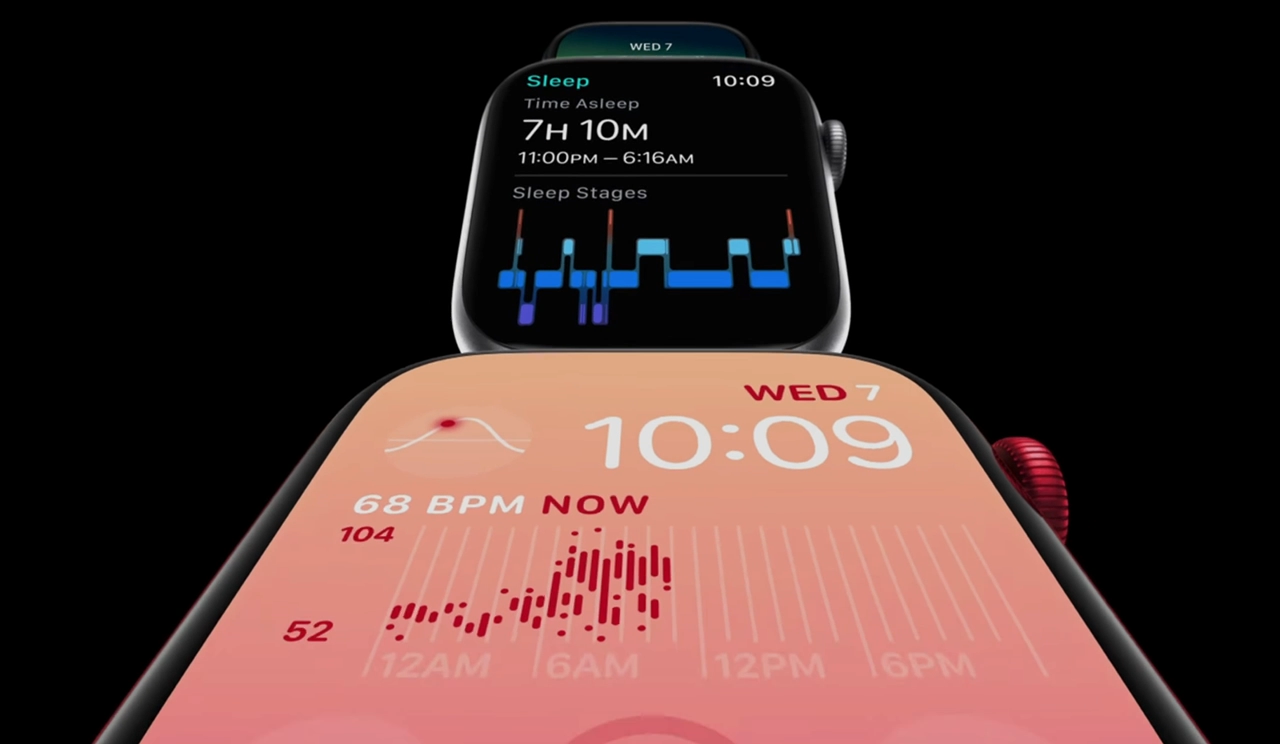 WED 7
Sleep 10:09
Time Asleep
7H 10M
11:00PM – 6:16AM
Sleep Stages
WED 7
10:09
68 BPM NOW
104
52
12AM 6AM 12PM 6PM